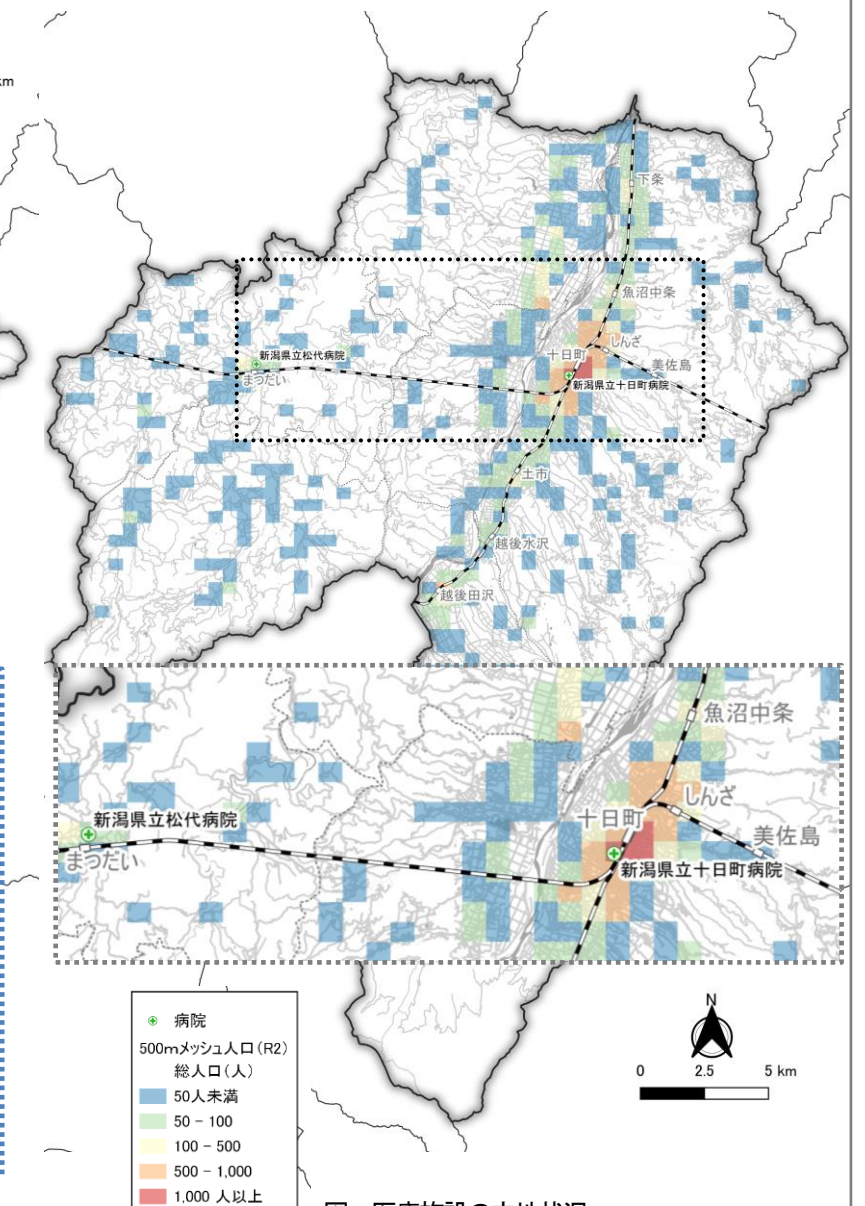 km
下条
魚沼中条
しんざ
十日町
美佐島
新潟県立松代病院
まつだい
新潟県立十日町病院
土市
越後水沢
越後田沢
魚沼中条
しんざ
十日町
美佐島
新潟県立松代病院
まつだい
新潟県立十日町病院
病院
500mメッシュ人口(R2)
総人口(人)
50人未満
50 - 100
100 - 500
500 - 1,000
1,000 人以上
N
0 2.5 5 km